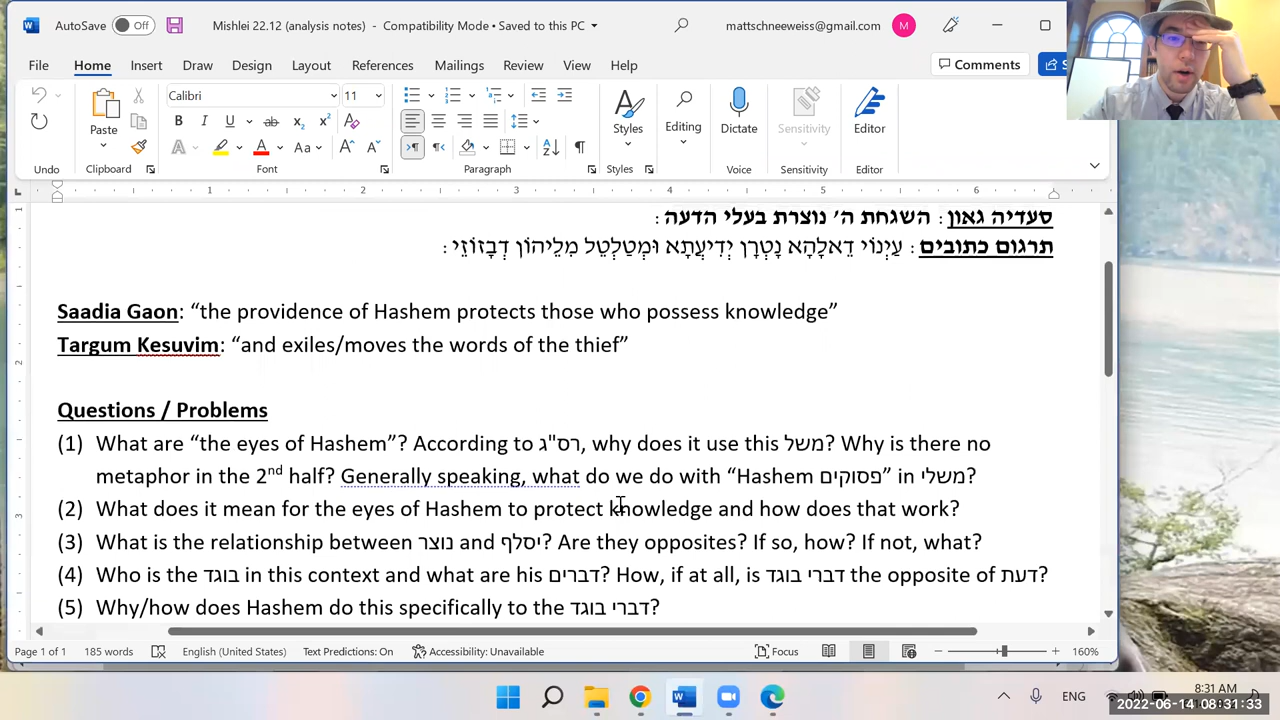 AutoSave Off Mishlei 22.12 (analysis notes) - Compatibility Mode • Saved to this PC mattschneeweiss@gmail.com M
File Home Insert Draw Design Layout References Mailings Review View Help Comments
Calibri 11
Paste Styles Editing Dictate Sensitivity Editor
Undo Clipboard Font Paragraph Styles Voice Sensitivity Editor
1 2 3 4 5 6
סעדיה גאון: השגחת ה' נוצרת בעלי הדעה:
תרגום כתובים: עַיְנוֹי דֵאלָהָא נָטְרָן יְדִיעֲתָא וּמְטַלְטֵל מִלֵיהוֹן דְבָזוֹזֵי:
Saadia Gaon: “the providence of Hashem protects those who possess knowledge”
Targum Kesuvim: “and exiles/moves the words of the thief”
Questions / Problems
(1) What are “the eyes of Hashem”? According to רס"ג, why does it use this משל? Why is there no
metaphor in the 2nd half? Generally speaking, what do we do with “Hashem פסוקים” in משלי?
(2) What does it mean for the eyes of Hashem to protect knowledge and how does that work?
(3) What is the relationship between נוצר and יסלף? Are they opposites? If so, how? If not, what?
(4) Who is the בוגד in this context and what are his דברים? How, if at all, is דברי בוגד the opposite of דעת?
(5) Why/how does Hashem do this specifically to the דברי בוגד?
Page 1 of 1 185 words English (United States) Text Predictions: On Accessibility: Unavailable Focus 160%
ENG 8:31 AM
2022-06-14 08:31:33